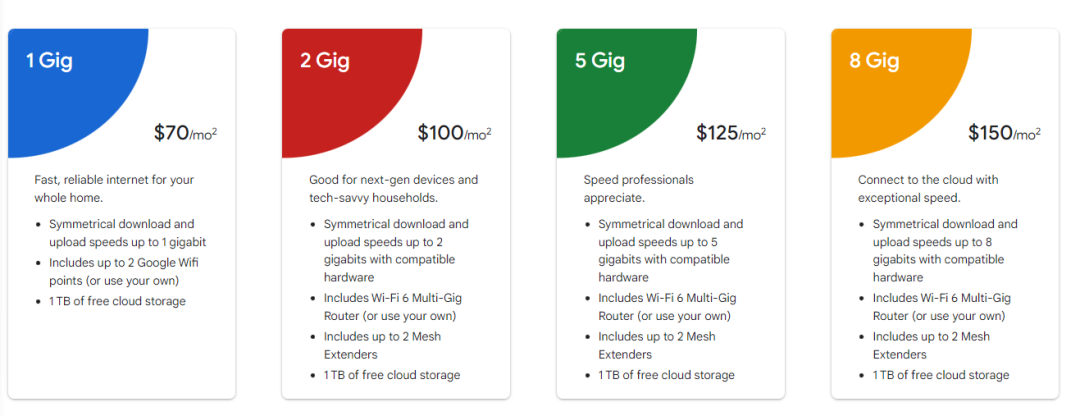 1 Gig
$70/mo²
Fast, reliable internet for your
whole home.
• Symmetrical download and
upload speeds up to 1 gigabit
• Includes up to 2 Google Wifi
points (or use your own)
• 1 TB of free cloud storage
2 Gig
$100/mo²
Good for next-gen devices and
tech-savvy households.
• Symmetrical download and
upload speeds up to 2
gigabits with compatible
hardware
• Includes Wi-Fi 6 Multi-Gig
Router (or use your own)
• Includes up to 2 Mesh
Extenders
• 1 TB of free cloud storage
5 Gig
$125/mo²
Speed professionals
appreciate.
• Symmetrical download and
upload speeds up to 5
gigabits with compatible
hardware
• Includes Wi-Fi 6 Multi-Gig
Router (or use your own)
• Includes up to 2 Mesh
Extenders
• 1 TB of free cloud storage
8 Gig
$150/mo²
Connect to the cloud with
exceptional speed.
• Symmetrical download and
upload speeds up to 8
gigabits with compatible
hardware
• Includes Wi-Fi 6 Multi-Gig
Router (or use your own)
• Includes up to 2 Mesh
Extenders
• 1 TB of free cloud storage